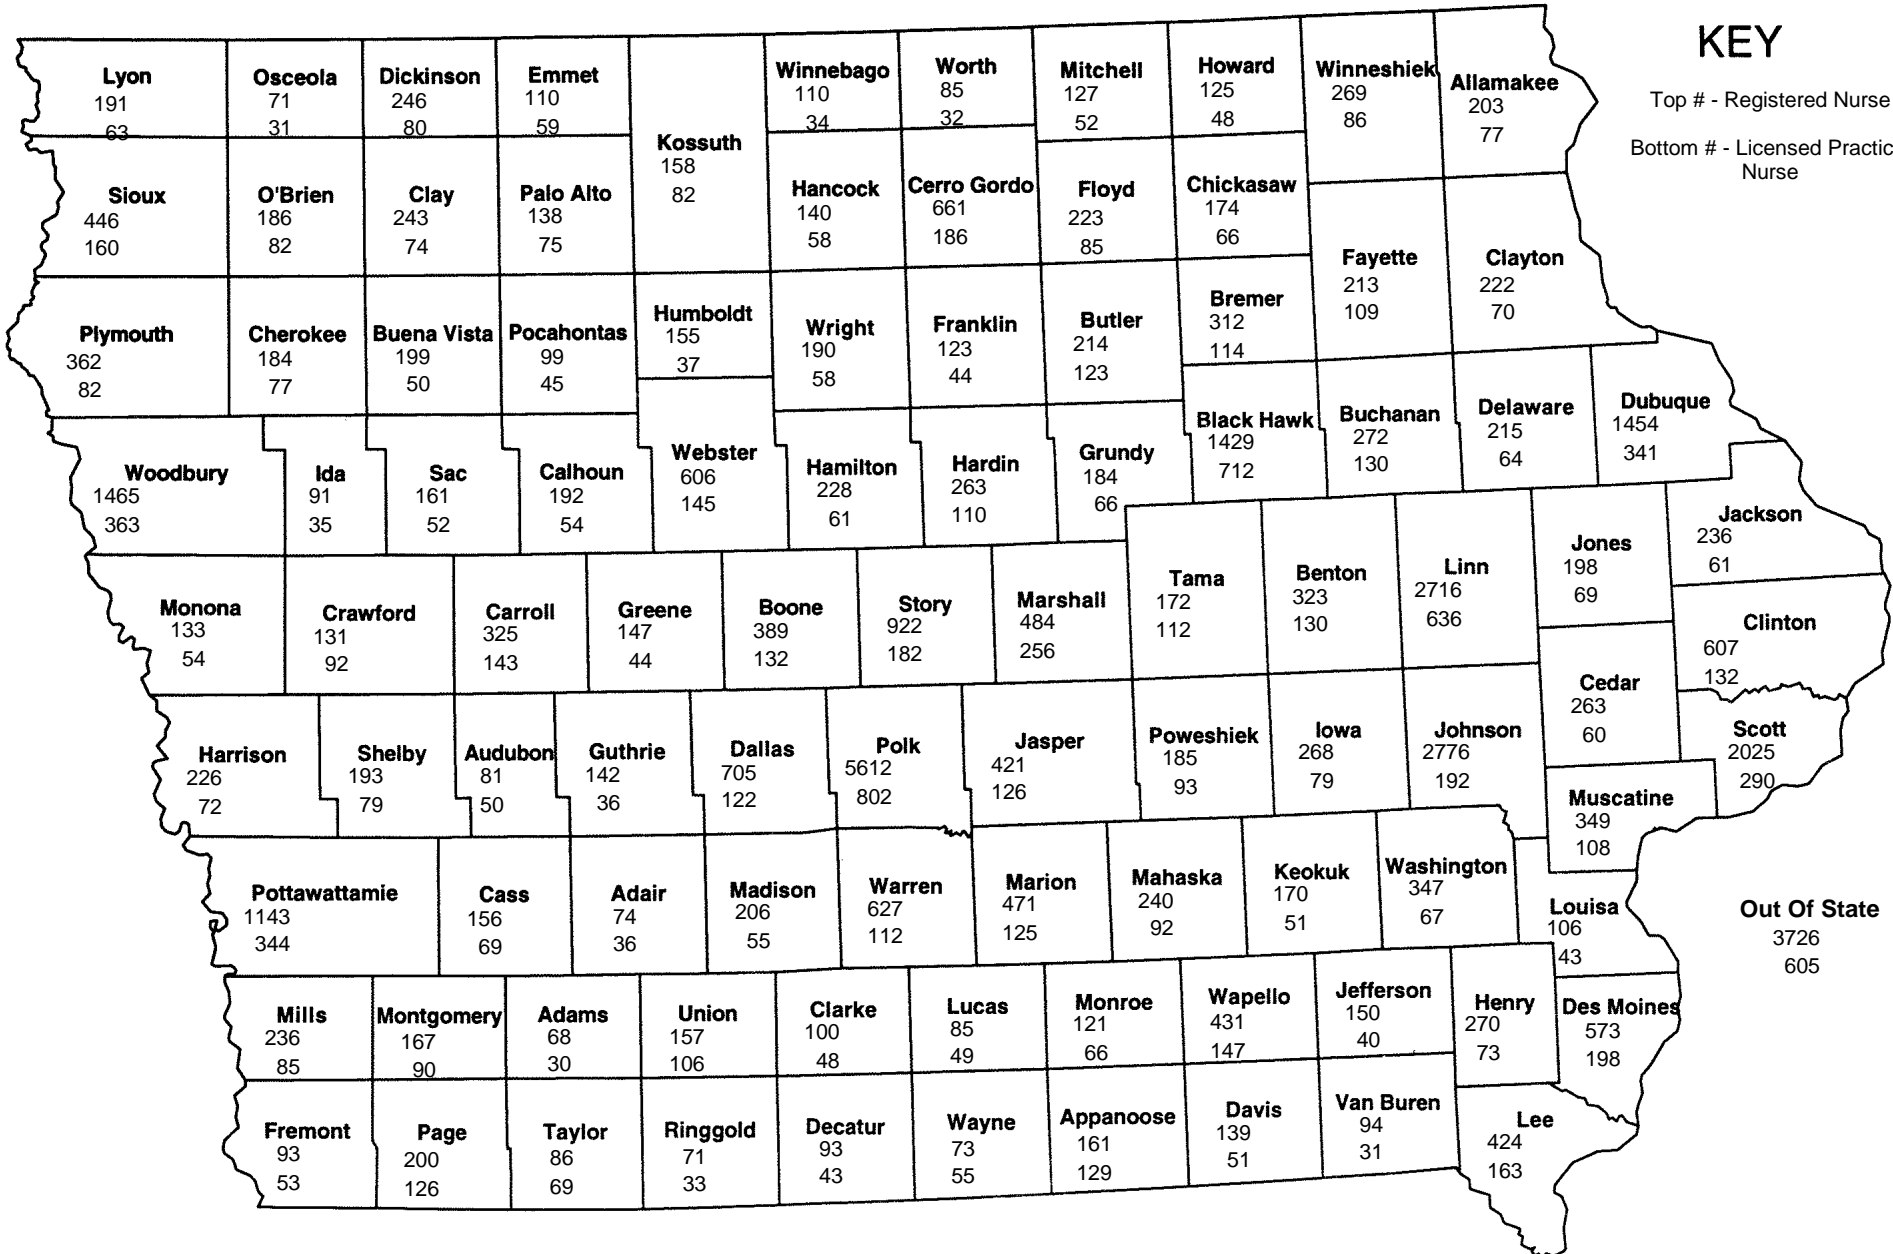 KEY
Top # - Registered Nurse
Bottom # - Licensed Practic
Nurse
Lyon
191
63
Osceola
71
31
Dickinson
246
80
Emmet
110
59
Kossuth
158
82
Winnebago
110
34
Worth
85
32
Mitchell
127
52
Howard
125
48
Winneshiek
269
86
Allamakee
203
77
Sioux
446
160
O'Brien
186
82
Clay
243
74
Palo Alto
138
75
Hancock
140
58
Cerro Gordo
661
186
Floyd
223
85
Chickasaw
174
66
Fayette
213
109
Clayton
222
70
Plymouth
362
82
Cherokee
184
77
Buena Vista
199
50
Pocahontas
99
45
Humboldt
155
37
Wright
190
58
Franklin
123
44
Butler
214
123
Bremer
312
114
Woodbury
1465
363
Ida
91
35
Sac
161
52
Calhoun
192
54
Webster
606
145
Hamilton
228
61
Hardin
263
110
Grundy
184
66
Black Hawk
1429
712
Buchanan
272
130
Delaware
215
64
Dubuque
1454
341
Monona
133
54
Crawford
131
92
Carroll
325
143
Greene
147
44
Boone
389
132
Story
922
182
Marshall
484
256
Tama
172
112
Benton
323
130
Linn
2716
636
Jones
198
69
Jackson
236
61
Clinton
607
132
Cedar
263
60
Scott
2025
290
Harrison
226
72
Shelby
193
79
Audubon
81
50
Guthrie
142
36
Dallas
705
122
Polk
5612
802
Jasper
421
126
Poweshiek
185
93
Iowa
268
79
Johnson
2776
192
Muscatine
349
108
Pottawattamie
1143
344
Cass
156
69
Adair
74
36
Madison
206
55
Warren
627
112
Marion
471
125
Mahaska
240
92
Keokuk
170
51
Washington
347
67
Louisa
106
43
Out Of State
3726
605
Mills
236
85
Montgomery
167
90
Adams
68
30
Union
157
106
Clarke
100
48
Lucas
85
49
Monroe
121
66
Wapello
431
147
Jefferson
150
40
Henry
270
73
Des Moines
573
198
Fremont
93
53
Page
200
126
Taylor
86
69
Ringgold
71
33
Decatur
93
43
Wayne
73
55
Appanoose
161
129
Davis
139
51
Van Buren
94
31
Lee
424
163